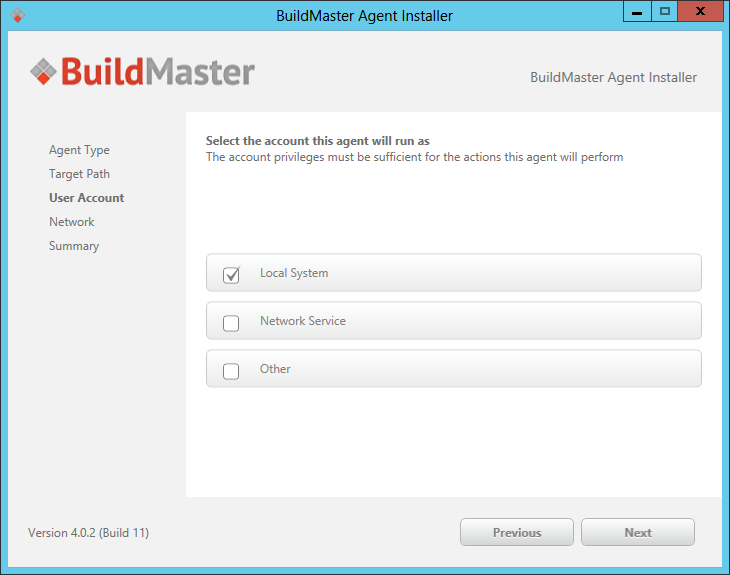 BuildMaster Agent Installer
BuildMaster
BuildMaster Agent Installer
Agent Type
Target Path
User Account
Network
Summary
Select the account this agent will run as
The account privileges must be sufficient for the actions this agent will perform
Local System
Network Service
Other
Version 4.0.2 (Build 11)
Previous
Next